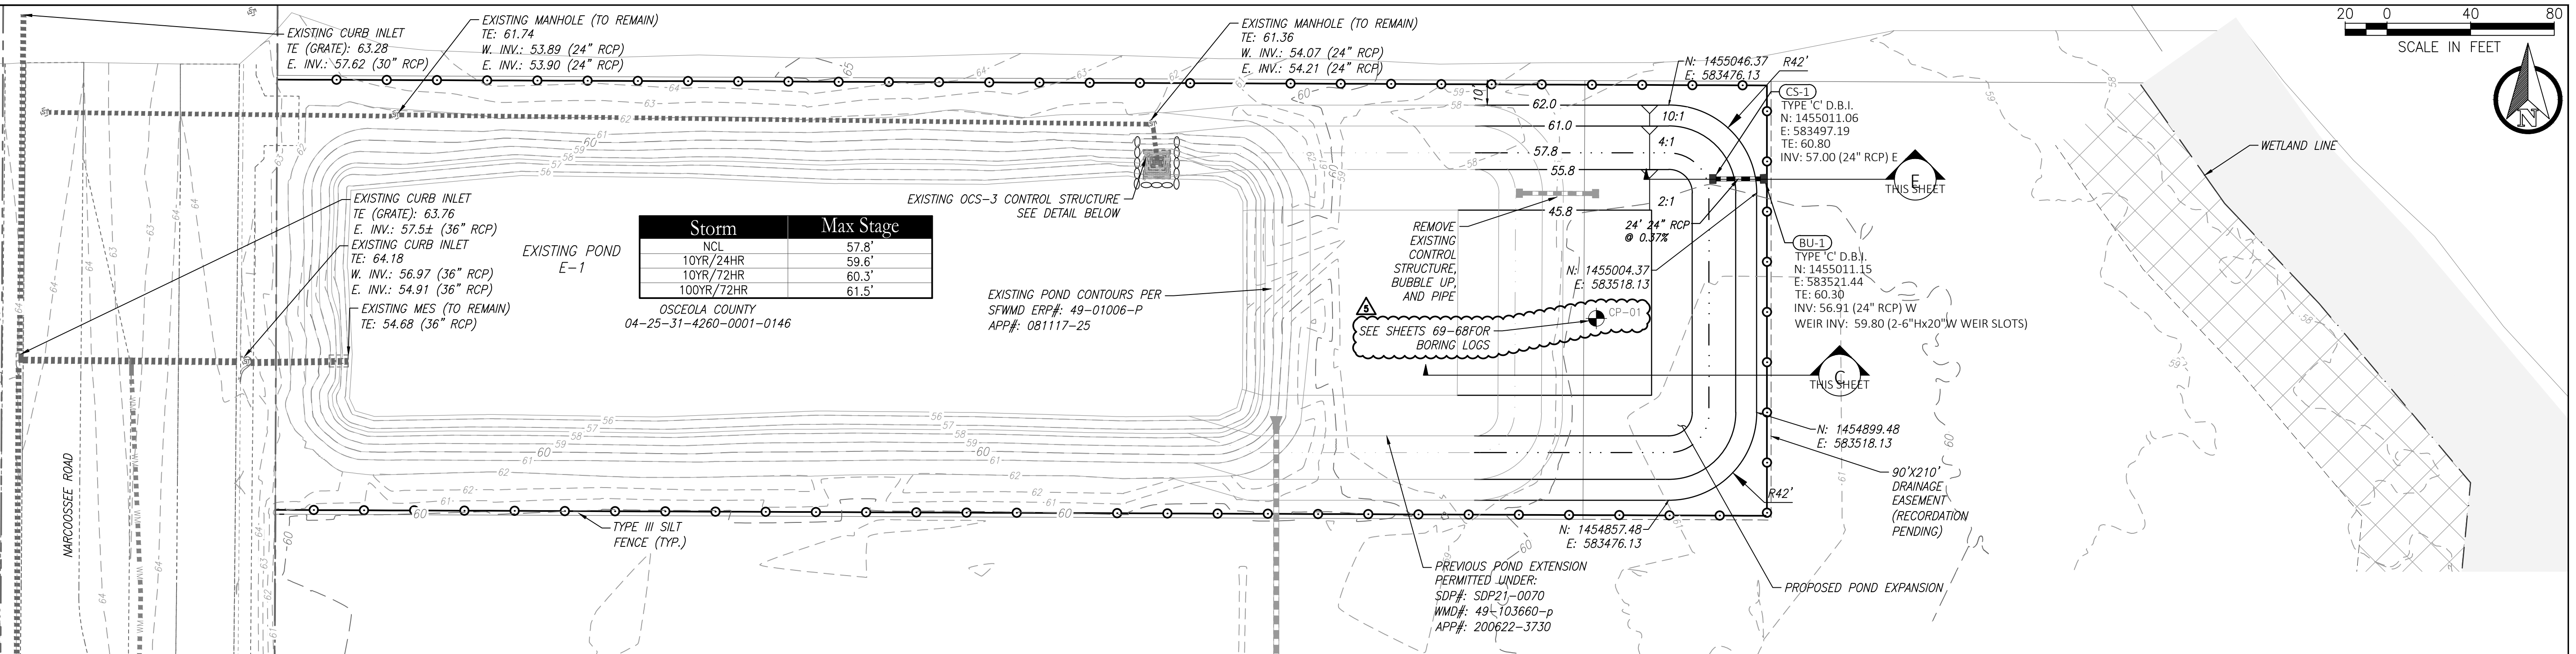 EXISTING CURB INLET
TE (GRATE): 63.28
E. INV.: 57.62 (30" RCP)
EXISTING MANHOLE (TO REMAIN)
TE: 61.74
W. INV.: 53.89 (24" RCP)
E. INV.: 53.90 (24" RCP)
EXISTING MANHOLE (TO REMAIN)
TE: 61.36
W. INV.: 54.07 (24" RCP)
E. INV.: 54.21 (24" RCP)
N: 1455046.37
E: 583476.13
R42'
20 0 40 80
SCALE IN FEET
N
CS-1
TYPE 'C' D.B.I.
N: 1455011.06
E: 583497.19
TE: 60.80
INV: 57.00 (24" RCP) E
E
THIS SHEET
WETLAND LINE
10'
62.0
10:1
61.0
4:1
57.8
55.8
2:1
45.8
EXISTING CURB INLET
TE (GRATE): 63.76
E. INV.: 57.5± (36" RCP)
EXISTING CURB INLET
TE: 64.18
W. INV.: 56.97 (36" RCP)
E. INV.: 54.91 (36" RCP)
EXISTING MES (TO REMAIN)
TE: 54.68 (36" RCP)
EXISTING POND
E-1
EXISTING OCS-3 CONTROL STRUCTURE
SEE DETAIL BELOW
Storm Max Stage
NCL 57.8'
10YR/24HR 59.6'
10YR/72HR 60.3'
100YR/72HR 61.5'
OSCEOLA COUNTY
04-25-31-4260-0001-0146
EXISTING POND CONTOURS PER
SFWMD ERP#: 49-01006-P
APP#: 081117-25
REMOVE
EXISTING
CONTROL
STRUCTURE,
BUBBLE UP,
AND PIPE
24' 24" RCP
@ 0.37%
N: 1455004.37
E: 583518.13
BU-1
TYPE 'C' D.B.I.
N: 1455011.15
E: 583521.44
TE: 60.30
INV: 56.91 (24" RCP) W
WEIR INV: 59.80 (2-6"Hx20"W WEIR SLOTS)
5
CP-01
SEE SHEETS 69-68FOR
BORING LOGS
C
THIS SHEET
N: 1454899.48
E: 583518.13
90'X210'
DRAINAGE
EASEMENT
(RECORDATION
PENDING)
R42'
N: 1454857.48
E: 583476.13
NARCOOSSEE ROAD
TYPE III SILT
FENCE (TYP.)
PREVIOUS POND EXTENSION
PERMITTED UNDER:
SDP#: SDP21-0070
WMD#: 49-103660-p
APP#: 200622-3730
PROPOSED POND EXPANSION